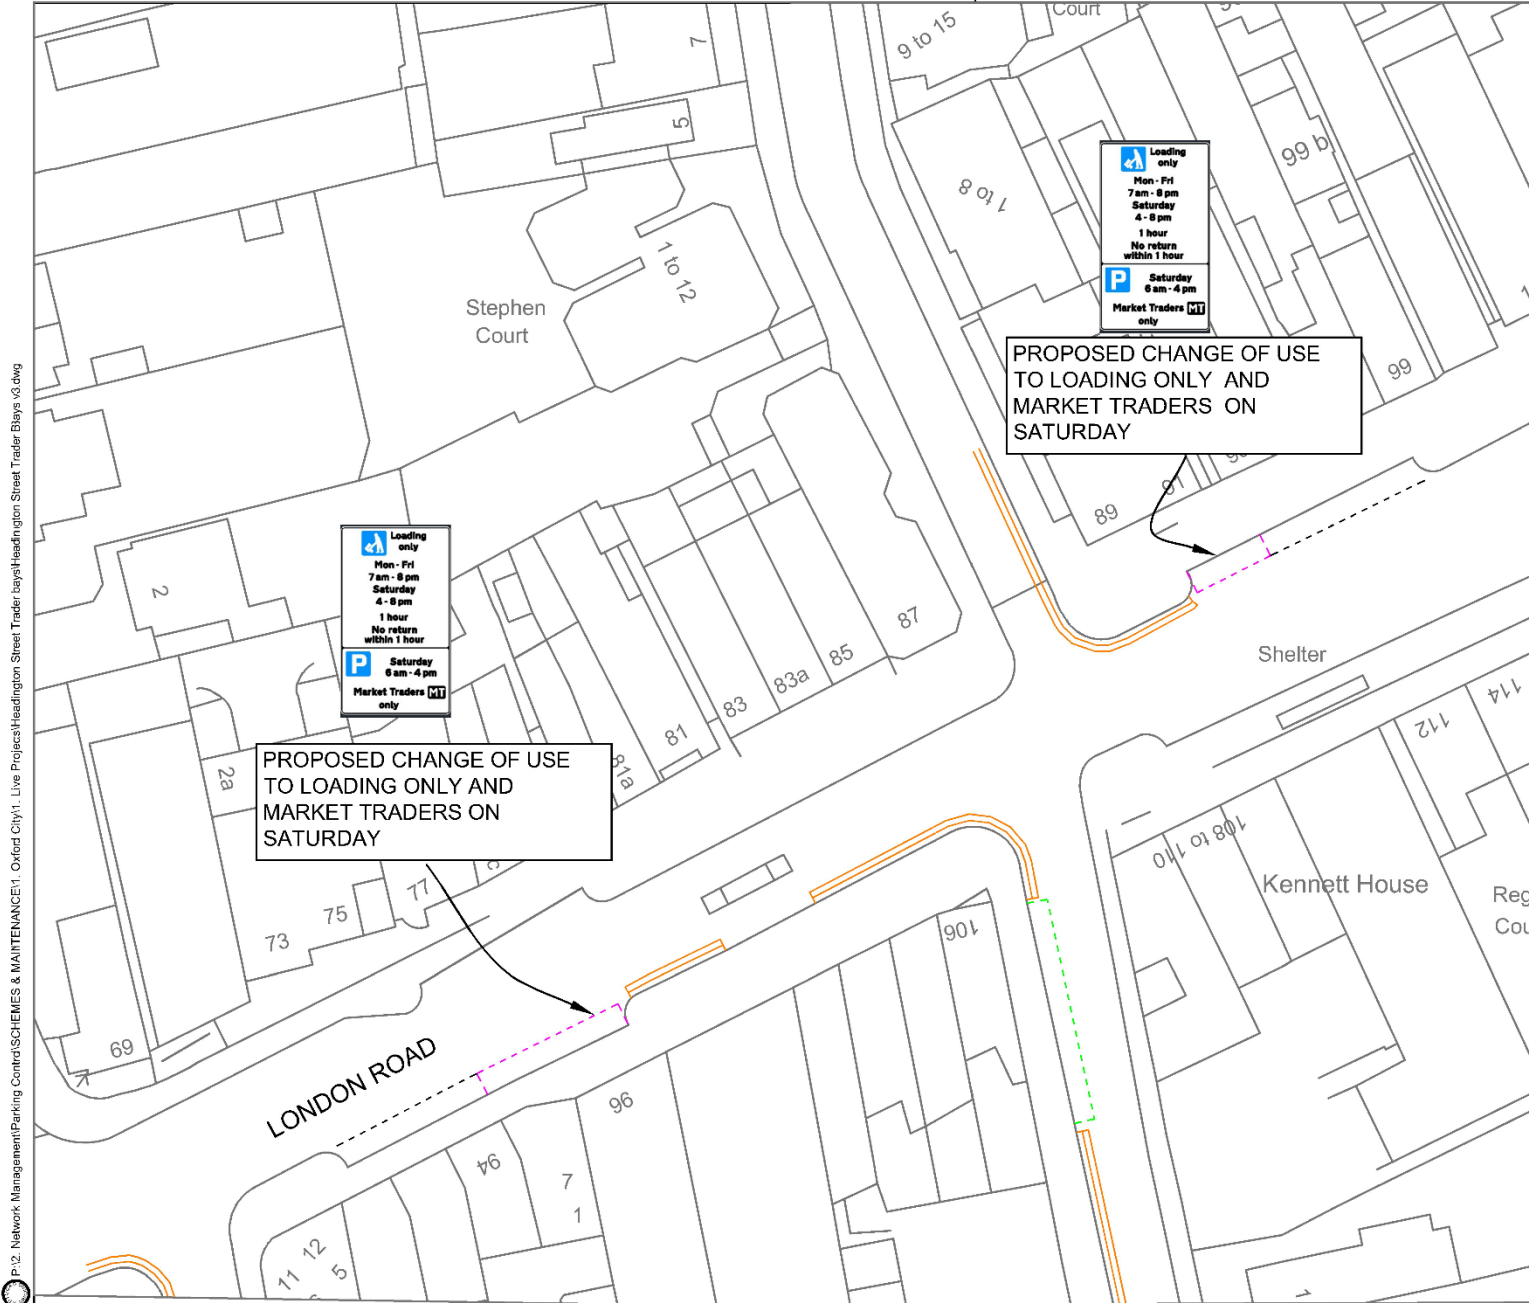 Court
9 to 15
7
5
99 b
1 to 8
Loading
only
Mon - Fri
7am - 8 pm
Saturday
4 - 8 pm
1 hour
No return
within 1 hour
P
Saturday
6 am - 4 pm
Market Traders MT
only
1 to 12
Stephen
Court
PROPOSED CHANGE OF USE
TO LOADING ONLY AND
MARKET TRADERS ON
SATURDAY
99
91
89
Loading
only
Mon - Fri
7am - 8 pm
Saturday
4 - 8 pm
1 hour
No return
within 1 hour
P
Saturday
6 am - 4 pm
Market Traders MT
only
2
87
85
83a
83
81
81a
Shelter
114
112
2a
PROPOSED CHANGE OF USE
TO LOADING ONLY AND
MARKET TRADERS ON
SATURDAY
108 to 110
Kennett House
77
75
73
106
69
LONDON ROAD
96
94
7
1
12
11
5
1
P:\2. Network Management\Parking Control\SCHEMES & MAINTENANCE\1. Oxford City\1. Live Projecs\Headington Street Trader bays\Headington Street Trader Bays v3.dwg